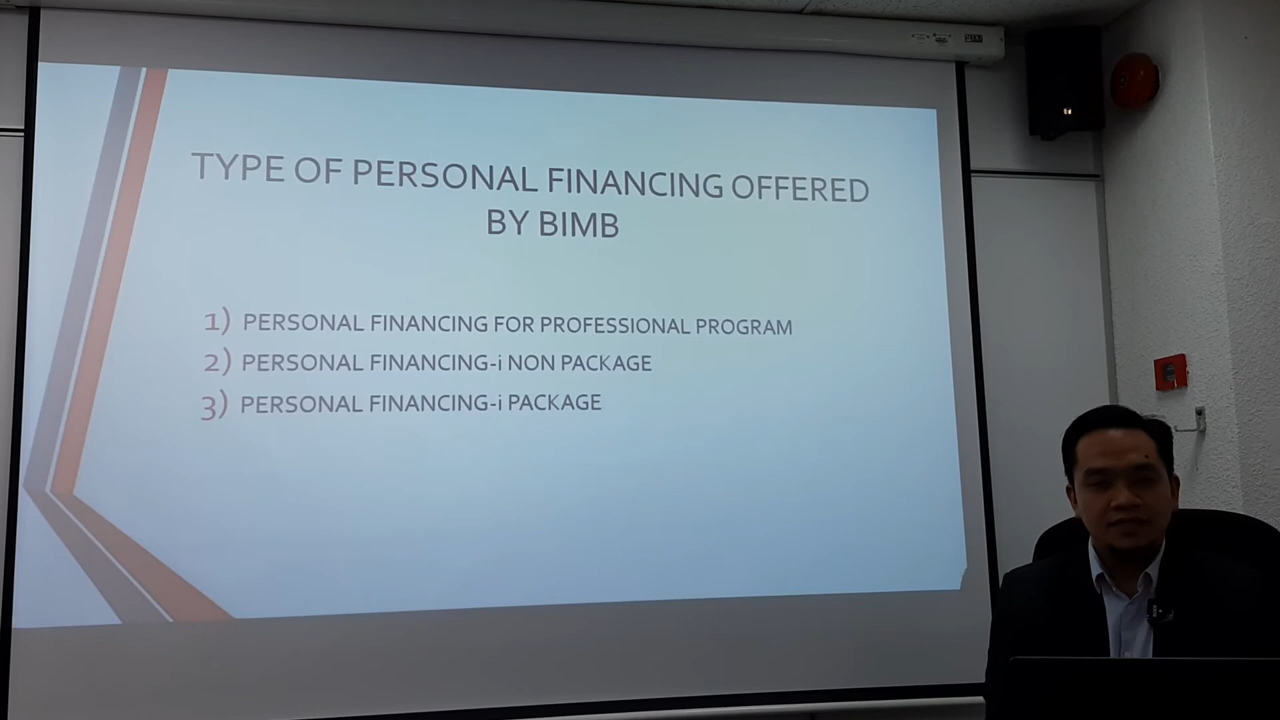 TYPE OF PERSONAL FINANCING OFFERED
BY BIMB
1) PERSONAL FINANCING FOR PROFESSIONAL PROGRAM
2) PERSONAL FINANCING-i NON PACKAGE
3) PERSONAL FINANCING-i PACKAGE